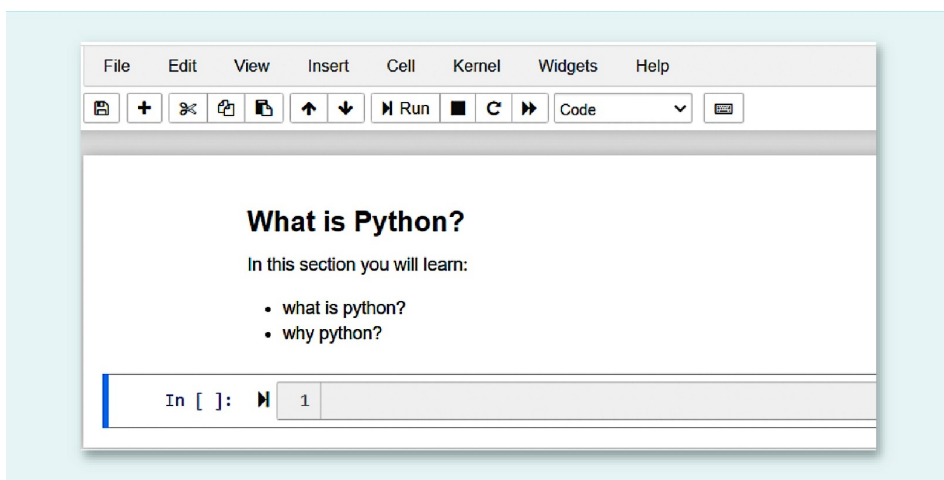 File Edit View Insert Cell Kernel Widgets Help
Run Code
What is Python?
In this section you will learn:
• what is python?
• why python?
In [ ]: 1